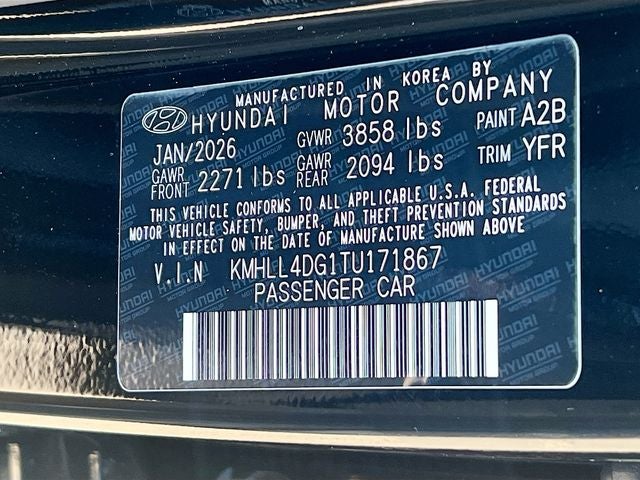 MANUFACTURED IN KOREA BY
HYUNDAI MOTOR COMPANY
JAN/2026 GVWR 3858 lbs PAINT A2B
GAWR FRONT 2271 lbs GAWR REAR 2094 lbs TRIM YFR
THIS VEHICLE CONFORMS TO ALL APPLICABLE U.S.A. FEDERAL
MOTOR VEHICLE SAFETY, BUMPER, AND THEFT PREVENTION STANDARDS
IN EFFECT ON THE DATE OF MANUFACTURE SHOWN ABOVE
V.I.N KMHLL4DG1TU171867
PASSENGER CAR